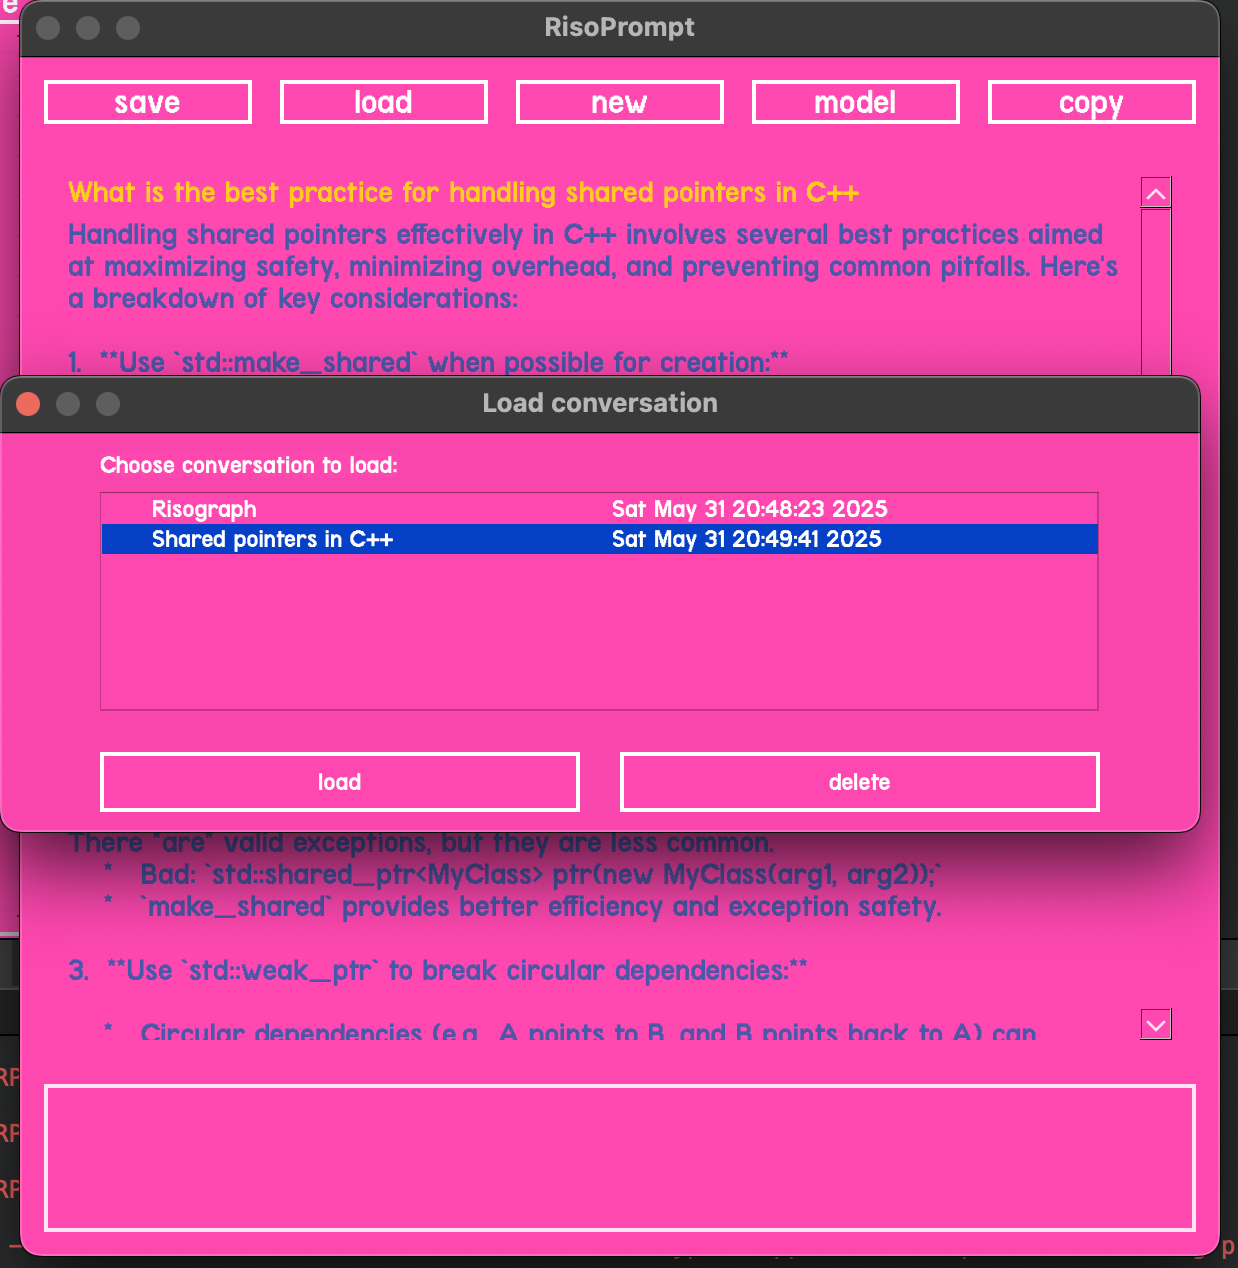 e
RisoPrompt
save
load
new
model
copy
What is the best practice for handling shared pointers in C++
Handling shared pointers effectively in C++ involves several best practices aimed
at maximizing safety, minimizing overhead, and preventing common pitfalls. Here's
a breakdown of key considerations:
1. **Use `std::make_shared` when possible for creation:**
Load conversation
Choose conversation to load:
Risograph Sat May 31 20:48:23 2025
Shared pointers in C++ Sat May 31 20:49:41 2025
load
delete
There *are* valid exceptions, but they are less common.
* Bad: `std::shared_ptr<MyClass> ptr(new MyClass(arg1, arg2));`
* `make_shared` provides better efficiency and exception safety.
3. **Use `std::weak_ptr` to break circular dependencies:**
* Circular dependencies (e.g., A points to B, and B points back to A) can
RP
RP
RP